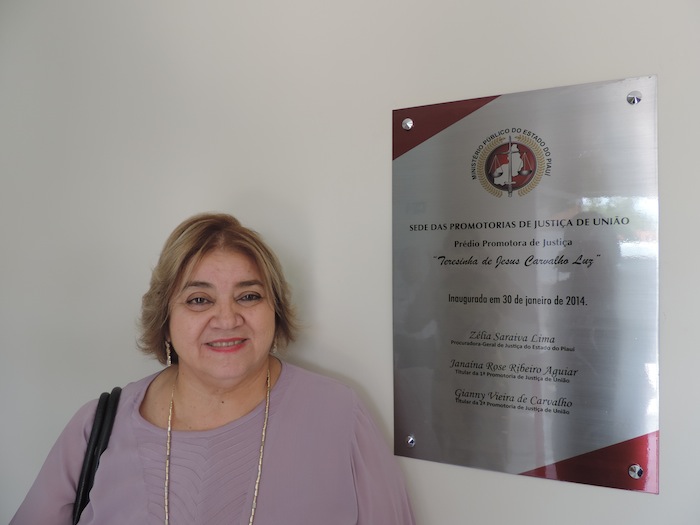 MINISTÉRIO PÚBLICO DO ESTADO DO PIAUÍ
SEDE DAS PROMOTORIAS DE JUSTIÇA DE UNIÃO
Prédio Promotora de Justiça
"Teresinha de Jesus Carvalho Luz"
Inaugurada em 30 de janeiro de 2014.
Zélia Saraiva Lima
Procuradora-Geral de Justiça do Estado do Piauí
Janaina Rose Ribeiro Aguiar
Titular da 1ª Promotoria de Justiça de União
Gianny Vieira de Carvalho
Titular da 2ª Promotoria de Justiça de União